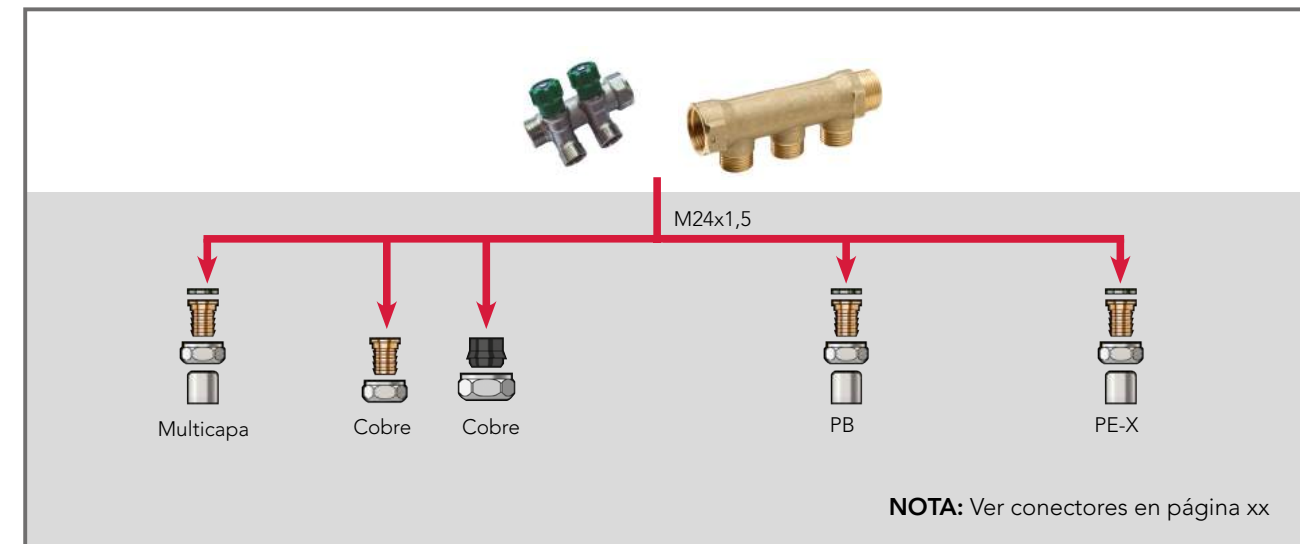 M24x1,5
Multicapa
Cobre
Cobre
PB
PE-X
NOTA: Ver conectores en página xx